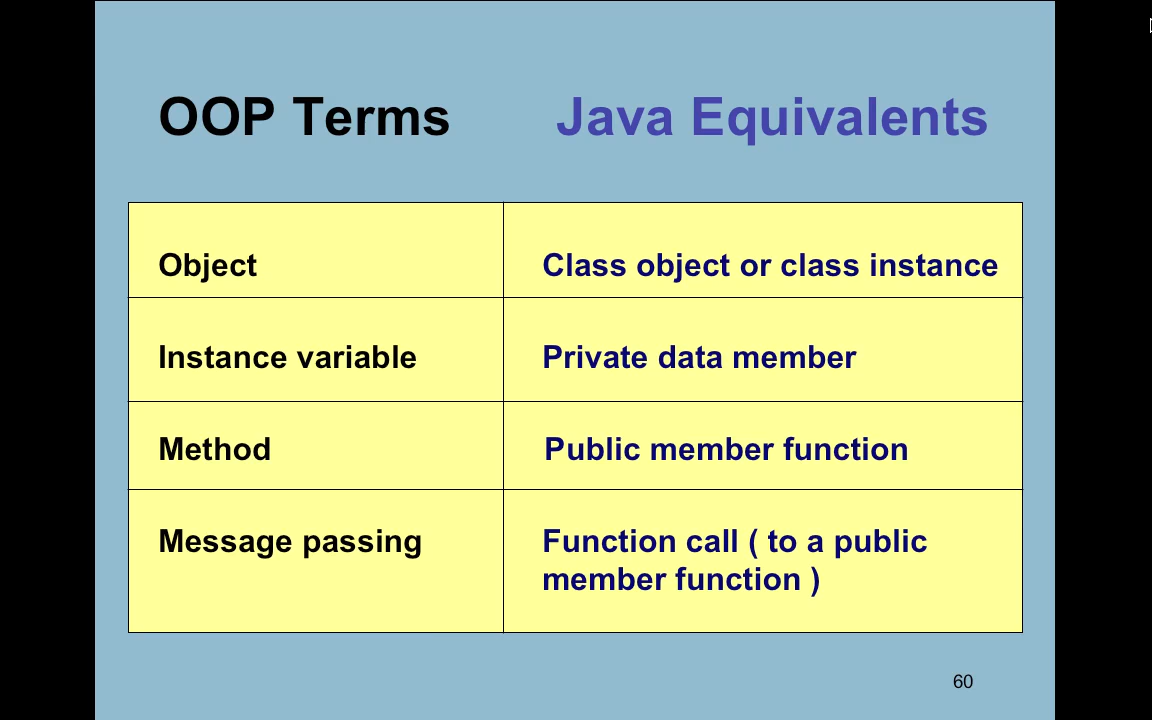 OOP Terms Java Equivalents
Object Class object or class instance
Instance variable Private data member
Method Public member function
Message passing Function call ( to a public
member function )
60